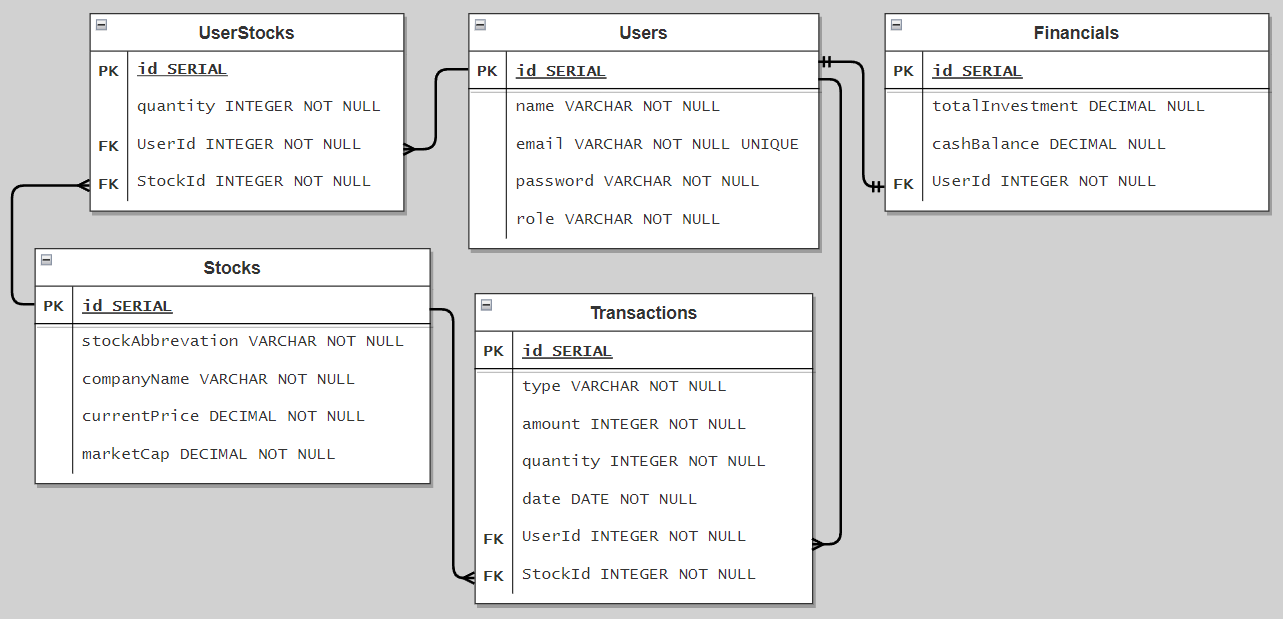 UserStocks
PK id SERIAL
quantity INTEGER NOT NULL
FK UserId INTEGER NOT NULL
FK StockId INTEGER NOT NULL
Users
PK id SERIAL
name VARCHAR NOT NULL
email VARCHAR NOT NULL UNIQUE
password VARCHAR NOT NULL
role VARCHAR NOT NULL
Financials
PK id SERIAL
totalInvestment DECIMAL NULL
cashBalance DECIMAL NULL
FK UserId INTEGER NOT NULL
Stocks
PK id SERIAL
stockAbbrevation VARCHAR NOT NULL
companyName VARCHAR NOT NULL
currentPrice DECIMAL NOT NULL
marketCap DECIMAL NOT NULL
Transactions
PK id SERIAL
type VARCHAR NOT NULL
amount INTEGER NOT NULL
quantity INTEGER NOT NULL
date DATE NOT NULL
FK UserId INTEGER NOT NULL
FK StockId INTEGER NOT NULL